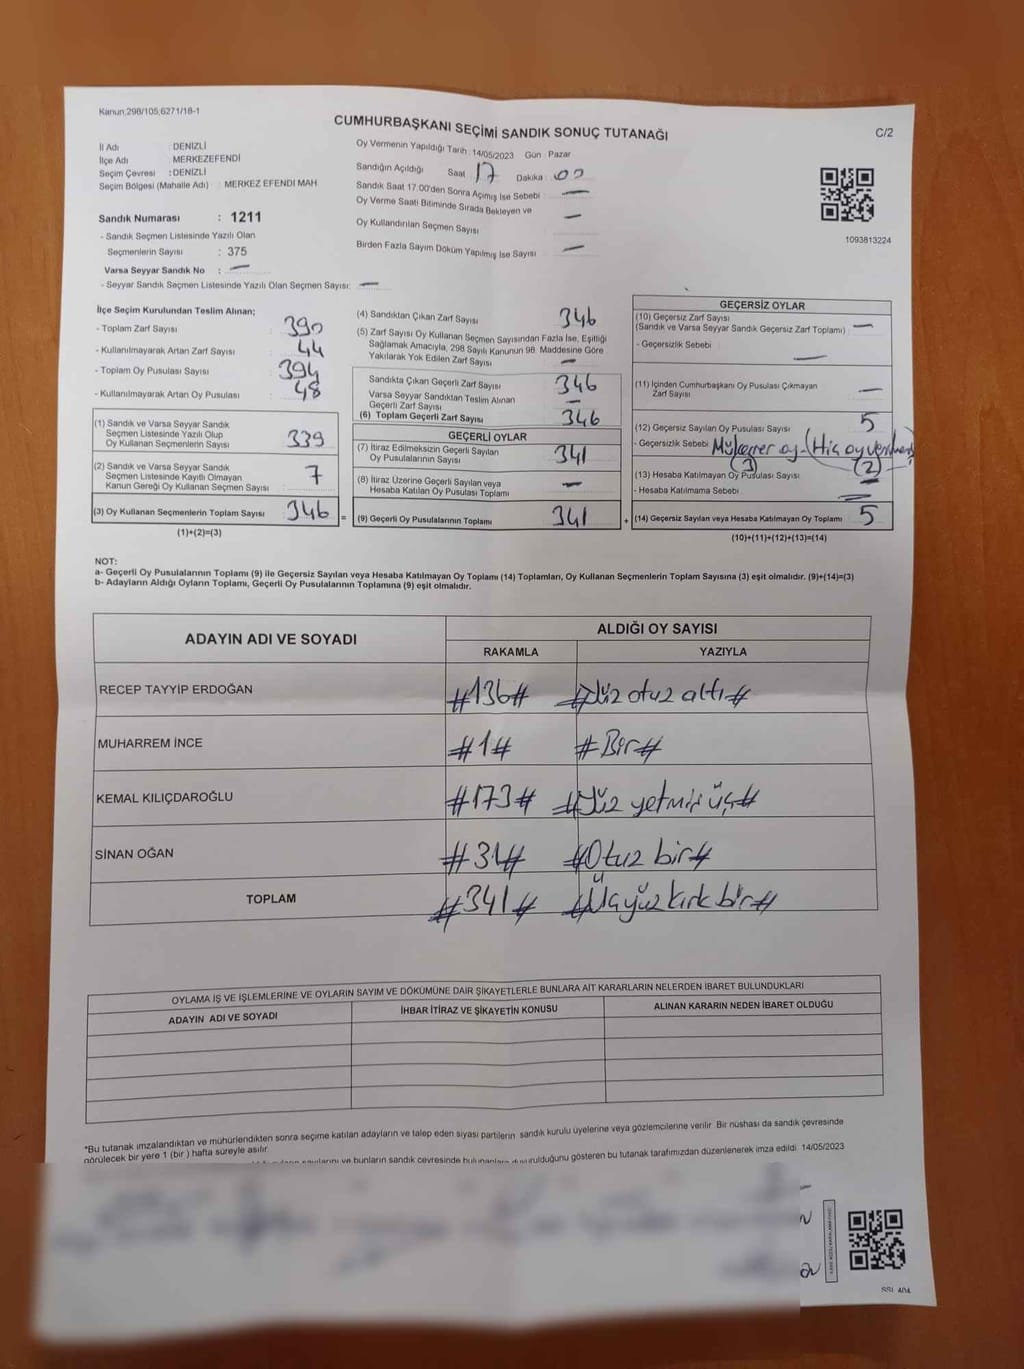 Kanun;298/105;6271/18-1
CUMHURBAŞKANI SEÇİMİ SANDIK SONUÇ TUTANAĞI
C/2
İl Adı : DENİZLİ
İlçe Adı : MERKEZEFENDİ
Seçim Çevresi : DENİZLİ
Seçim Bölgesi (Mahalle Adı) : MERKEZ EFENDİ MAH
Sandık Numarası : 1211
- Sandık Seçmen Listesinde Yazılı Olan
Seçmenlerin Sayısı : 375
Varsa Seyyar Sandık No : —
- Seyyar Sandık Seçmen Listesinde Yazılı Olan Seçmen Sayısı: —
Oy Vermenin Yapıldığı Tarih :14/05/2023 Gün : Pazar
Sandığın Açıldığı Saat 17 Dakika : 00
Sandık Saat 17:00'den Sonra Açımış İse Sebebi —
Oy Verme Saati Bitiminde Sırada Bekleyen ve
Oy Kullandırılan Seçmen Sayısı —
Birden Fazla Sayım Döküm Yapılmış İse Sayısı —
1093813224
İlçe Seçim Kurulundan Teslim Alınan;
- Toplam Zarf Sayısı : 390
- Kullanılmayarak Artan Zarf Sayısı : 44
- Toplam Oy Pusulası Sayısı : 394
- Kullanılmayarak Artan Oy Pusulası : 48
(1) Sandık ve Varsa Seyyar Sandık
Seçmen Listesinde Yazılı Olup
Oy Kullanan Seçmenlerin Sayısı : 339
(2) Sandık ve Varsa Seyyar Sandık
Seçmen Listesinde Kayıtlı Olmayan
Kanun Gereği Oy Kullanan Seçmen Sayısı : 7
(3) Oy Kullanan Seçmenlerin Toplam Sayısı : 346 =
(1)+(2)=(3)
(4) Sandıktan Çıkan Zarf Sayısı 346
(5) Zarf Sayısı Oy Kullanan Seçmen Sayısından Fazla İse, Eşitliği
Sağlamak Amacıyla, 298 Sayılı Kanunun 98. Maddesine Göre
Yakılarak Yok Edilen Zarf Sayısı —
Sandıkta Çıkan Geçerli Zarf Sayısı 346
Varsa Seyyar Sandıktan Teslim Alınan
Geçerli Zarf Sayısı —
(6) Toplam Geçerli Zarf Sayısı 346
GEÇERLİ OYLAR
(7) İtiraz Edilmeksizin Geçerli Sayılan
Oy Pusulalarının Sayısı 341
(8) İtiraz Üzerine Geçerli Sayılan veya
Hesaba Katılan Oy Pusulası Toplamı —
(9) Geçerli Oy Pusulalarının Toplamı 341 +
GEÇERSİZ OYLAR
(10) Geçersiz Zarf Sayısı
(Sandık ve Varsa Seyyar Sandık Geçersiz Zarf Toplamı) : —
- Geçersizlik Sebebi : —
(11) İçinden Cumhurbaşkanı Oy Pusulası Çıkmayan
Zarf Sayısı —
(12) Geçersiz Sayılan Oy Pusulası Sayısı 5
- Geçersizlik Sebebi Mükerrer oy - (Hiç oy verilmemiş)
(3) (2)
(13) Hesaba Katılmayan Oy Pusulası Sayısı —
- Hesaba Katılmama Sebebi —
(14) Geçersiz Sayılan veya Hesaba Katılmayan Oy Toplamı 5
(10)+(11)+(12)+(13)=(14)
NOT:
a- Geçerli Oy Pusulalarının Toplamı (9) ile Geçersiz Sayılan veya Hesaba Katılmayan Oy Toplamı (14) Toplamları, Oy Kullanan Seçmenlerin Toplam Sayısına (3) eşit olmalıdır. (9)+(14)=(3)
b- Adayların Aldığı Oyların Toplamı, Geçerli Oy Pusulalarının Toplamına (9) eşit olmalıdır.
ADAYIN ADI VE SOYADI
ALDIĞI OY SAYISI
RAKAMLA YAZIYLA
RECEP TAYYİP ERDOĞAN #136# #Yüz otuz altı#
MUHARREM İNCE #1# #Bir#
KEMAL KILIÇDAROĞLU #173# #Yüz yetmiş üç#
SİNAN OĞAN #31# #Otuz bir#
TOPLAM #341# #Üçyüz kırk bir#
OYLAMA İŞ VE İŞLEMLERİNE VE OYLARIN SAYIM VE DÖKÜMÜNE DAİR ŞİKAYETLERLE BUNLARA AİT KARARLARIN NELERDEN İBARET BULUNDUKLARI
ADAYIN ADI VE SOYADI
İHBAR İTİRAZ VE ŞİKAYETİN KONUSU
ALINAN KARARIN NEDEN İBARET OLDUĞU
*Bu tutanak imzalandıktan ve mühürlendikten sonra seçime katılan adayların ve talep eden siyasi partilerin sandık kurulu üyelerine veya gözlemcilerine verilir. Bir nüshası da sandık çevresinde
görülecek bir yere 1 (bir) hafta süreyle asılır.
ve bunların sandık çevresinde bulunanlara duyurulduğunu gösteren bu tutanak tarafımızdan düzenlenerek imza edildi. 14/05/2023